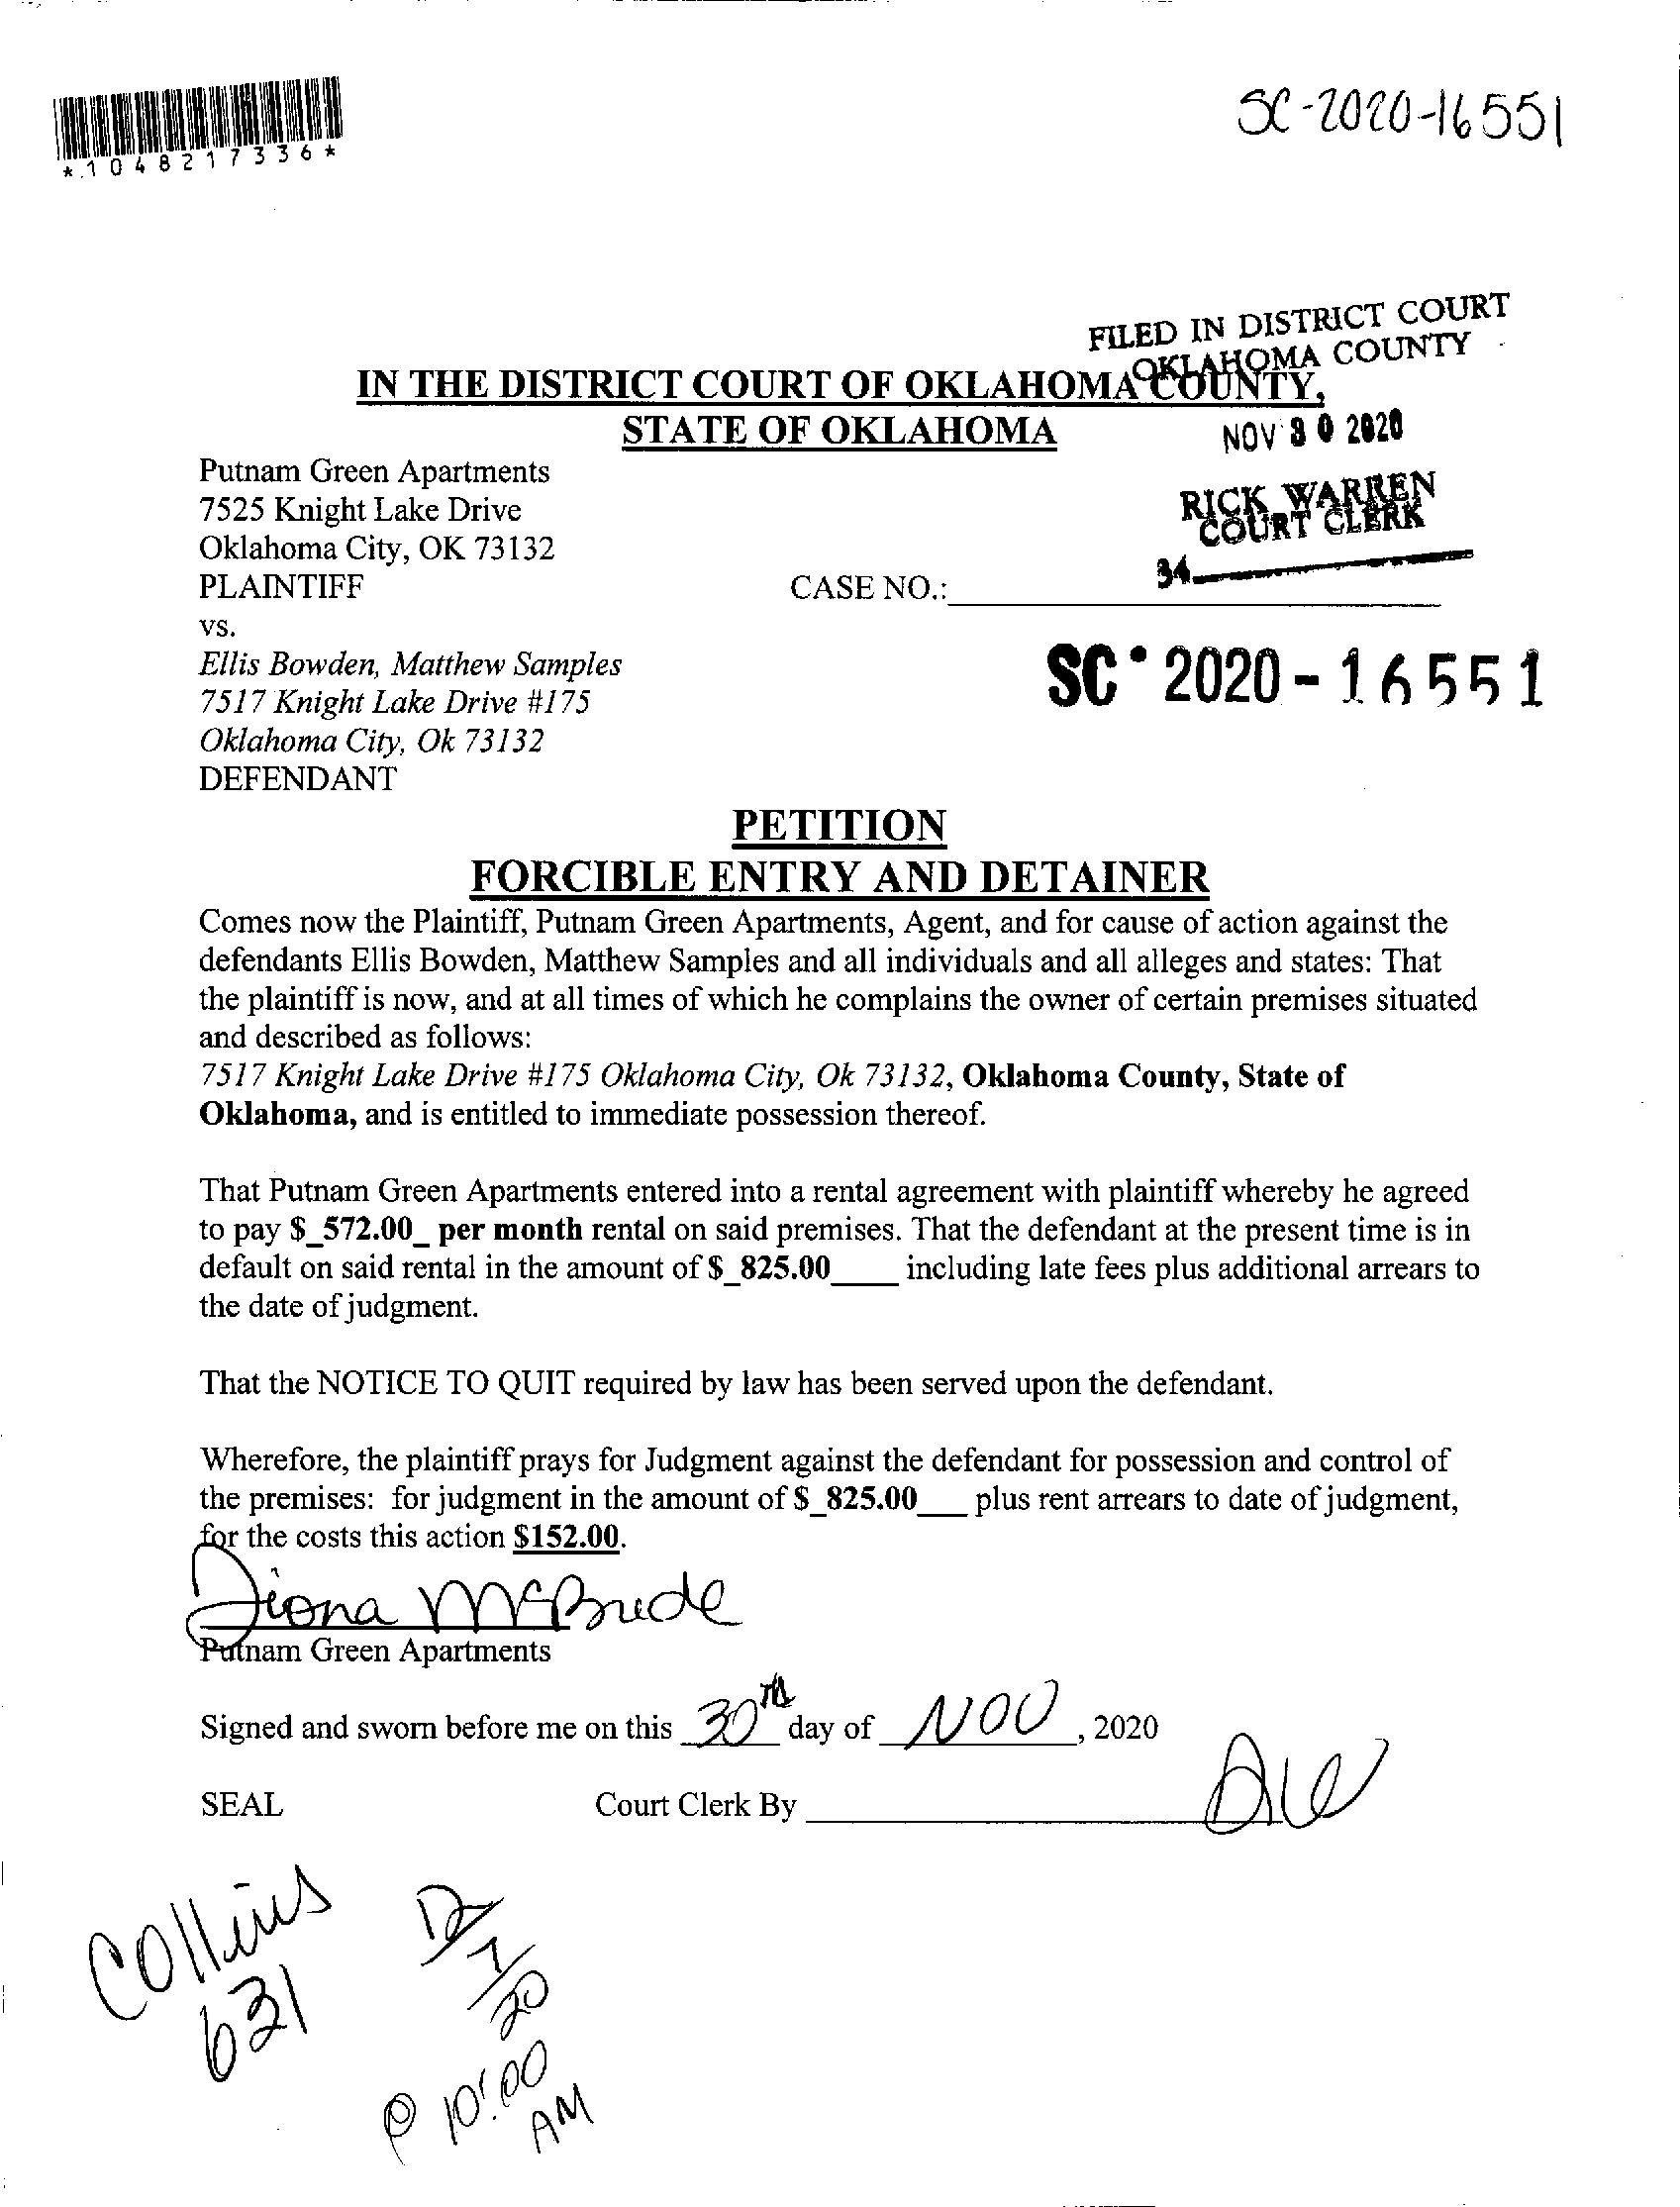 *1048217336*
SC-2020-16551
FILED IN DISTRICT COURT
OKLAHOMA COUNTY
IN THE DISTRICT COURT OF OKLAHOMA COUNTY,
STATE OF OKLAHOMA
NOV 30 2020
Putnam Green Apartments
7525 Knight Lake Drive
Oklahoma City, OK 73132
RICK WARREN
COURT CLERK
34
PLAINTIFF
CASE NO.:
vs.
Ellis Bowden, Matthew Samples
7517 Knight Lake Drive #175
Oklahoma City, Ok 73132
DEFENDANT
SC 2020-16551
PETITION
FORCIBLE ENTRY AND DETAINER
Comes now the Plaintiff, Putnam Green Apartments, Agent, and for cause of action against the
defendants Ellis Bowden, Matthew Samples and all individuals and all alleges and states: That
the plaintiff is now, and at all times of which he complains the owner of certain premises situated
and described as follows:
7517 Knight Lake Drive #175 Oklahoma City, Ok 73132, Oklahoma County, State of
Oklahoma, and is entitled to immediate possession thereof.
That Putnam Green Apartments entered into a rental agreement with plaintiff whereby he agreed
to pay $_572.00_ per month rental on said premises. That the defendant at the present time is in
default on said rental in the amount of $_825.00____ including late fees plus additional arrears to
the date of judgment.
That the NOTICE TO QUIT required by law has been served upon the defendant.
Wherefore, the plaintiff prays for Judgment against the defendant for possession and control of
the premises: for judgment in the amount of $_825.00___ plus rent arrears to date of judgment,
for the costs this action $152.00.
Diona McBride
Putnam Green Apartments
Signed and sworn before me on this 30th day of NOV, 2020
SEAL
Court Clerk By
Collins
631
12/7/20
@ 10:00
AM